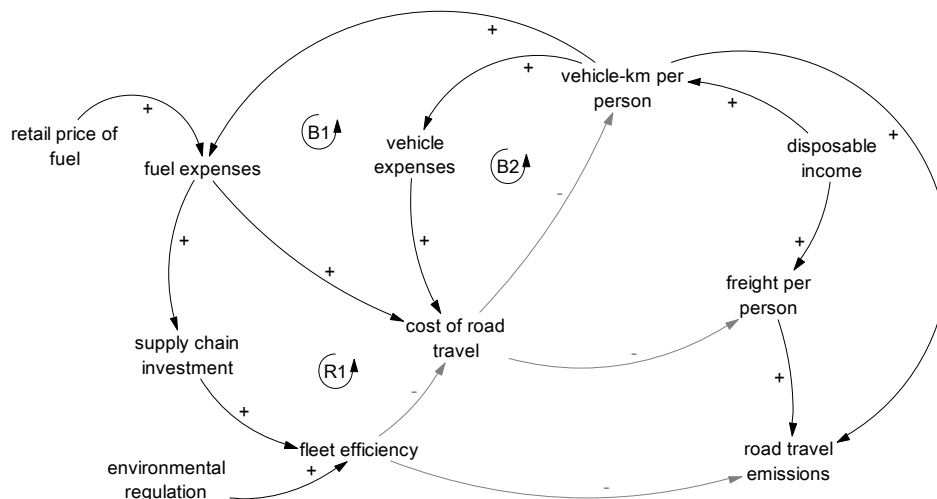 +
+
vehicle-km per
person
+
+
retail price of
fuel
B1
vehicle
expenses
B2
+
disposable
income
fuel expenses
-
+
+
+
+
freight per
person
cost of road
travel
supply chain
investment
-
R1
+
-
+
fleet efficiency
road travel
emissions
environmental
regulation
+
-